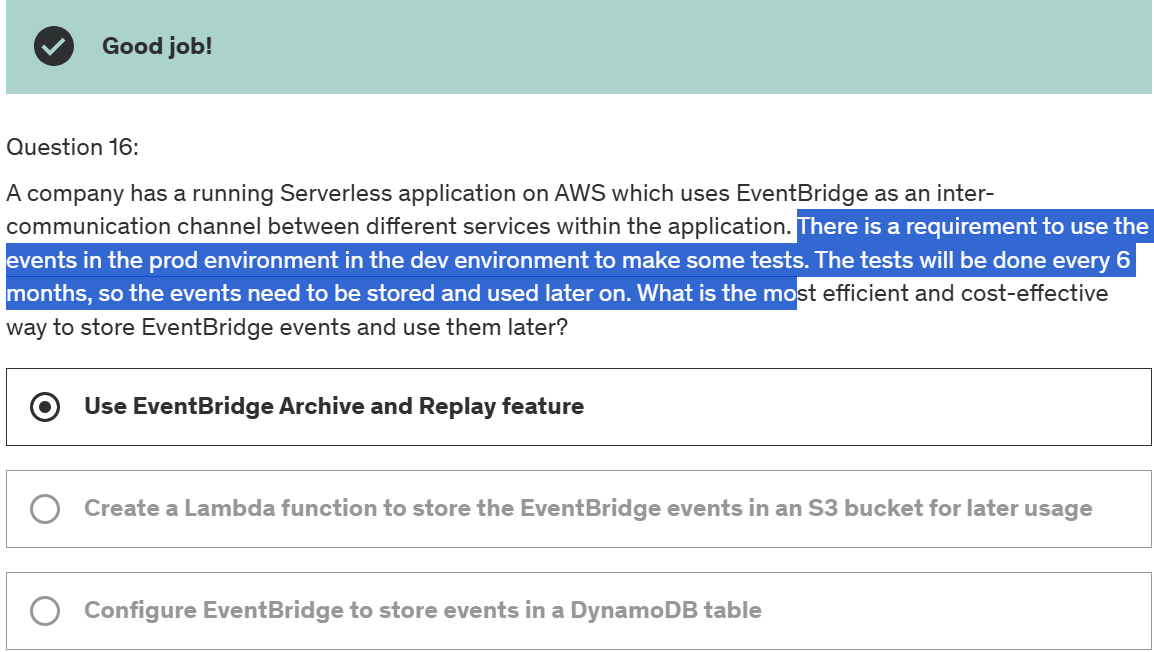 Good job!
Question 16:
A company has a running Serverless application on AWS which uses EventBridge as an inter-
communication channel between different services within the application. There is a requirement to use the
events in the prod environment in the dev environment to make some tests. The tests will be done every 6
months, so the events need to be stored and used later on. What is the most efficient and cost-effective
way to store EventBridge events and use them later?
Use EventBridge Archive and Replay feature
Create a Lambda function to store the EventBridge events in an S3 bucket for later usage
Configure EventBridge to store events in a DynamoDB table